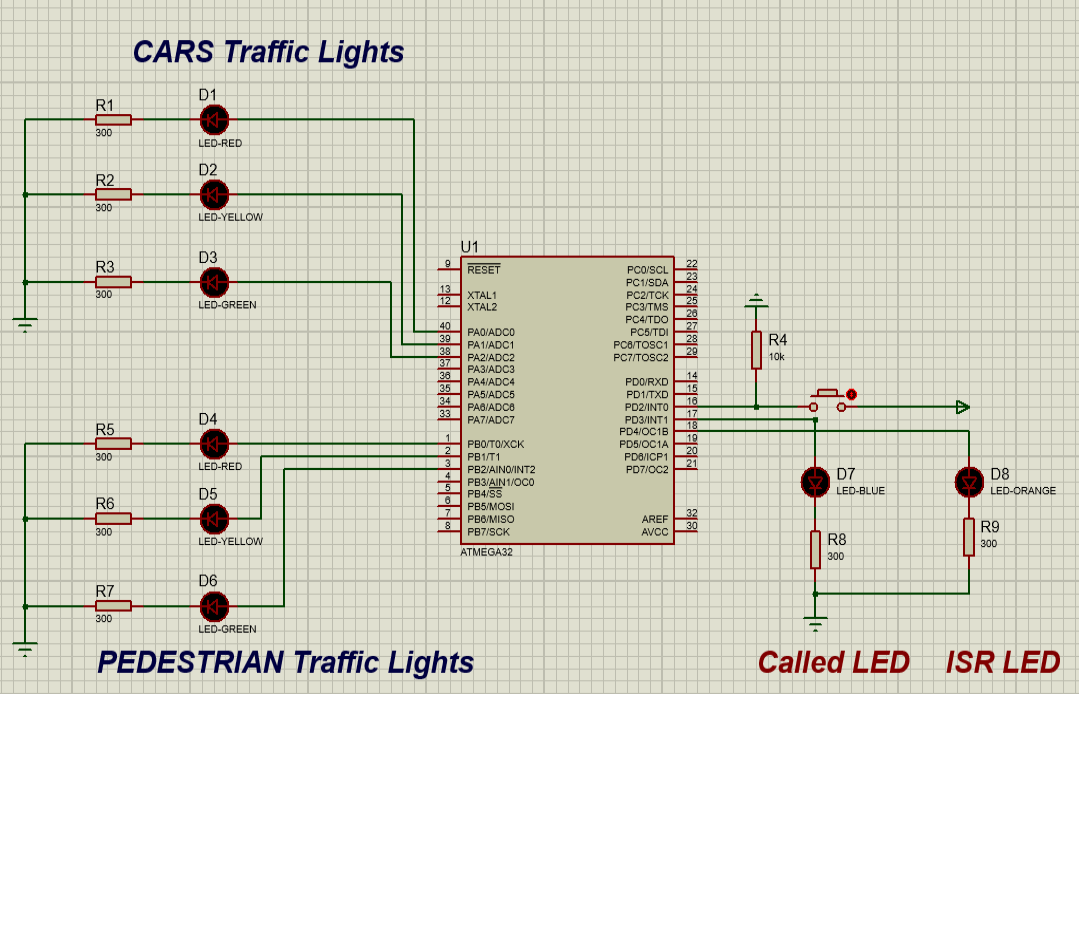 CARS Traffic Lights
R1
300
D1
LED-RED
R2
300
D2
LED-YELLOW
R3
300
D3
LED-GREEN
U1
9 RESET
13 XTAL1
12 XTAL2
40 PA0/ADC0
39 PA1/ADC1
38 PA2/ADC2
37 PA3/ADC3
36 PA4/ADC4
35 PA5/ADC5
34 PA6/ADC6
33 PA7/ADC7
1 PB0/T0/XCK
2 PB1/T1
3 PB2/AIN0/INT2
4 PB3/AIN1/OC0
5 PB4/SS
6 PB5/MOSI
7 PB6/MISO
8 PB7/SCK
PC0/SCL 22
PC1/SDA 23
PC2/TCK 24
PC3/TMS 25
PC4/TDO 26
PC5/TDI 27
PC6/TOSC1 28
PC7/TOSC2 29
PD0/RXD 14
PD1/TXD 15
PD2/INT0 16
PD3/INT1 17
PD4/OC1B 18
PD5/OC1A 19
PD6/ICP1 20
PD7/OC2 21
AREF 32
AVCC 30
ATMEGA32
R4
10k
R5
300
D4
LED-RED
R6
300
D5
LED-YELLOW
R7
300
D6
LED-GREEN
D7
LED-BLUE
R8
300
D8
LED-ORANGE
R9
300
PEDESTRIAN Traffic Lights
Called LED
ISR LED